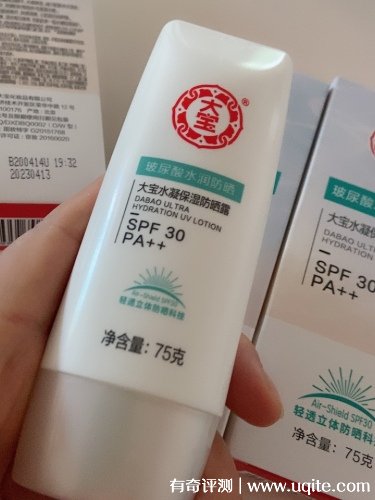 大宝
玻尿酸水润防晒
大宝水凝保湿防晒露
DABAO ULTRA
HYDRATION UV LOTION
SPF 30
PA++
Air-Shield SPF30
轻透立体防晒科技
净含量：75克
B200414U 19:32
20230413
玻尿酸
大宝水凝
DABAO ULTRA
HYDRATION
SPF 30
PA++
Air-Shield SPF30
轻透立体防晒科
净含量：75克
有奇评测 | www.uqite.com